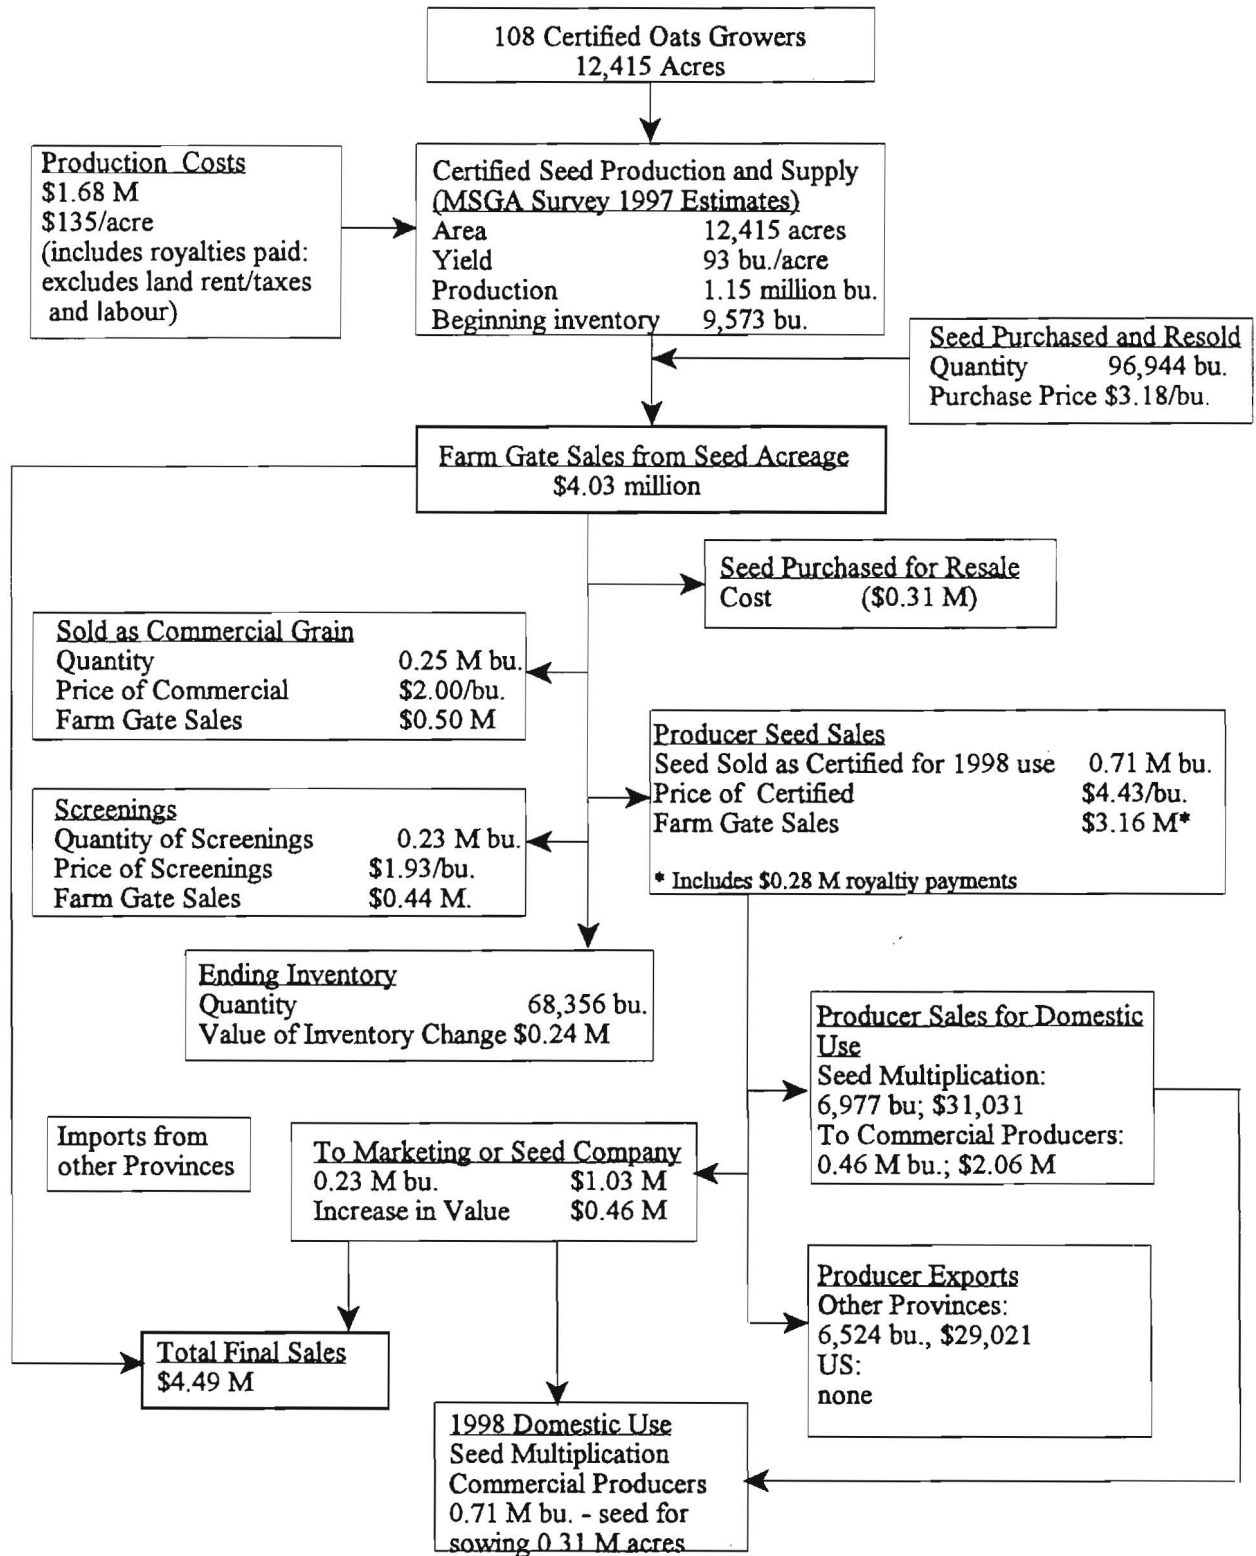 108 Certified Oats Growers
12,415 Acres
Production Costs
$1.68 M
$135/acre
(includes royalties paid:
excludes land rent/taxes
and labour)
Certified Seed Production and Supply
(MSGA Survey 1997 Estimates)
Area 12,415 acres
Yield 93 bu./acre
Production 1.15 million bu.
Beginning inventory 9,573 bu.
Seed Purchased and Resold
Quantity 96,944 bu.
Purchase Price $3.18/bu.
Farm Gate Sales from Seed Acreage
$4.03 million
Seed Purchased for Resale
Cost ($0.31 M)
Sold as Commercial Grain
Quantity 0.25 M bu.
Price of Commercial $2.00/bu.
Farm Gate Sales $0.50 M
Producer Seed Sales
Seed Sold as Certified for 1998 use 0.71 M bu.
Price of Certified $4.43/bu.
Farm Gate Sales $3.16 M*
* Includes $0.28 M royaltiy payments
Screenings
Quantity of Screenings 0.23 M bu.
Price of Screenings $1.93/bu.
Farm Gate Sales $0.44 M.
Ending Inventory
Quantity 68,356 bu.
Value of Inventory Change $0.24 M
Producer Sales for Domestic
Use
Seed Multiplication:
6,977 bu; $31,031
To Commercial Producers:
0.46 M bu.; $2.06 M
Imports from
other Provinces
To Marketing or Seed Company
0.23 M bu. $1.03 M
Increase in Value $0.46 M
Producer Exports
Other Provinces:
6,524 bu., $29,021
US:
none
Total Final Sales
$4.49 M
1998 Domestic Use
Seed Multiplication
Commercial Producers
0.71 M bu. - seed for
sowing 0.31 M acres